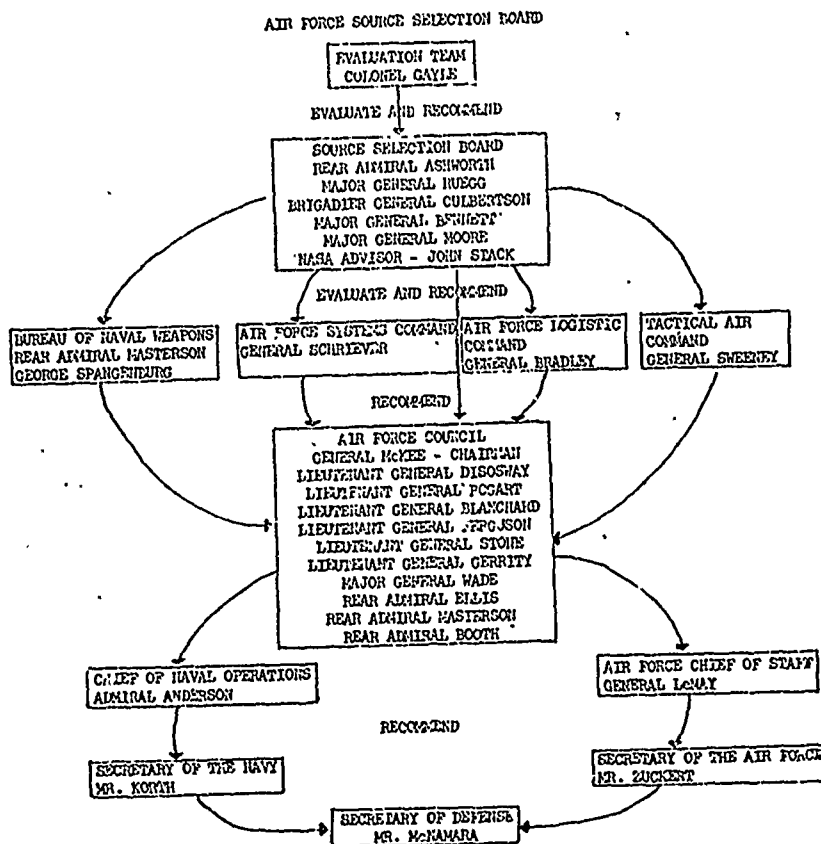 AIR FORCE SOURCE SELECTION BOARD
EVALUATION TEAM
COLONEL GAYLE
EVALUATE AND RECOMMEND
SOURCE SELECTION BOARD
REAR ADMIRAL ASHWORTH
MAJOR GENERAL RUEGG
BRIGADIER GENERAL CULBERTSON
MAJOR GENERAL BENNETT
MAJOR GENERAL MOORE
NASA ADVISOR - JOHN STACK
EVALUATE AND RECOMMEND
BUREAU OF NAVAL WEAPONS
REAR ADMIRAL MASTERSON
GEORGE SPANGENBURG
AIR FORCE SYSTEMS COMMAND
GENERAL SCHRIEVER
AIR FORCE LOGISTIC
COMMAND
GENERAL BRADLEY
TACTICAL AIR
COMMAND
GENERAL SWEENEY
RECOMMEND
AIR FORCE COUNCIL
GENERAL McKEE - CHAIRMAN
LIEUTENANT GENERAL DISOSWAY
LIEUTENANT GENERAL BOGART
LIEUTENANT GENERAL BLANCHARD
LIEUTENANT GENERAL FERGUSON
LIEUTENANT GENERAL STONE
LIEUTENANT GENERAL GERRITY
MAJOR GENERAL WADE
REAR ADMIRAL ELLIS
REAR ADMIRAL MASTERSON
REAR ADMIRAL BOOTH
CHIEF OF NAVAL OPERATIONS
ADMIRAL ANDERSON
AIR FORCE CHIEF OF STAFF
GENERAL LeMAY
RECOMMEND
SECRETARY OF THE NAVY
MR. KORTH
SECRETARY OF THE AIR FORCE
MR. ZUCKERT
SECRETARY OF DEFENSE
MR. McNAMARA